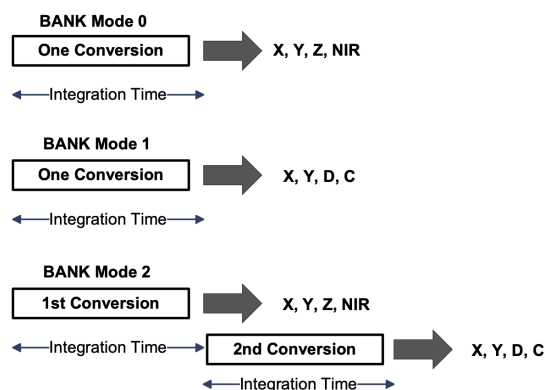 BANK Mode 0
One Conversion
X, Y, Z, NIR
Integration Time
BANK Mode 1
One Conversion
X, Y, D, C
Integration Time
BANK Mode 2
1st Conversion
X, Y, Z, NIR
Integration Time
2nd Conversion
X, Y, D, C
Integration Time